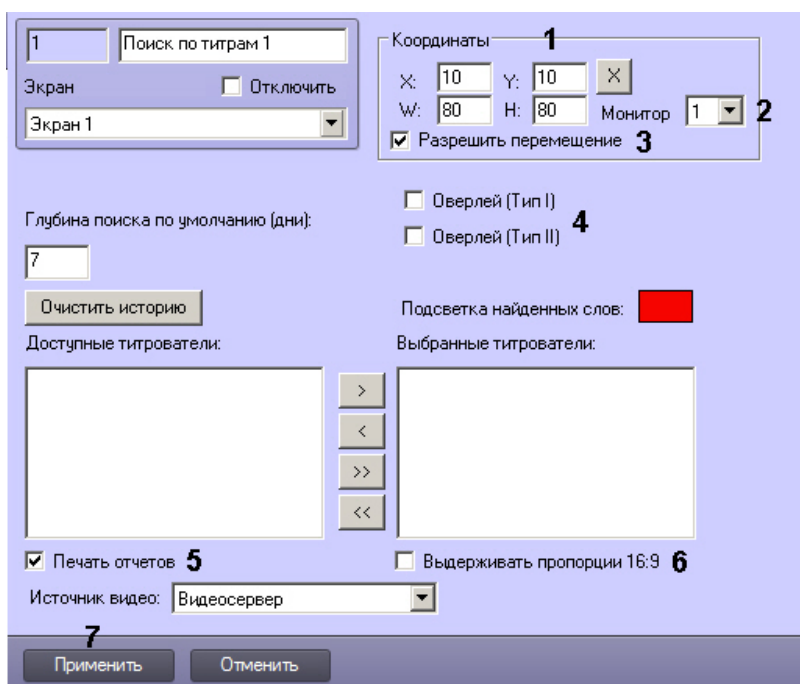 1 Поиск по титрам 1
Экран Отключить
Экран 1
Координаты 1
X: 10 Y: 10 X
W: 80 H: 80 Монитор 1 2
Разрешить перемещение 3
Оверлей (Тип I)
Оверлей (Тип II) 4
Глубина поиска по умолчанию (дни):
7
Очистить историю
Подсветка найденных слов:
Доступные титрователи:
Выбранные титрователи:
>
<
>>
<<
Печать отчетов 5
Выдерживать пропорции 16:9 6
Источник видео: Видеосервер
7
Применить Отменить